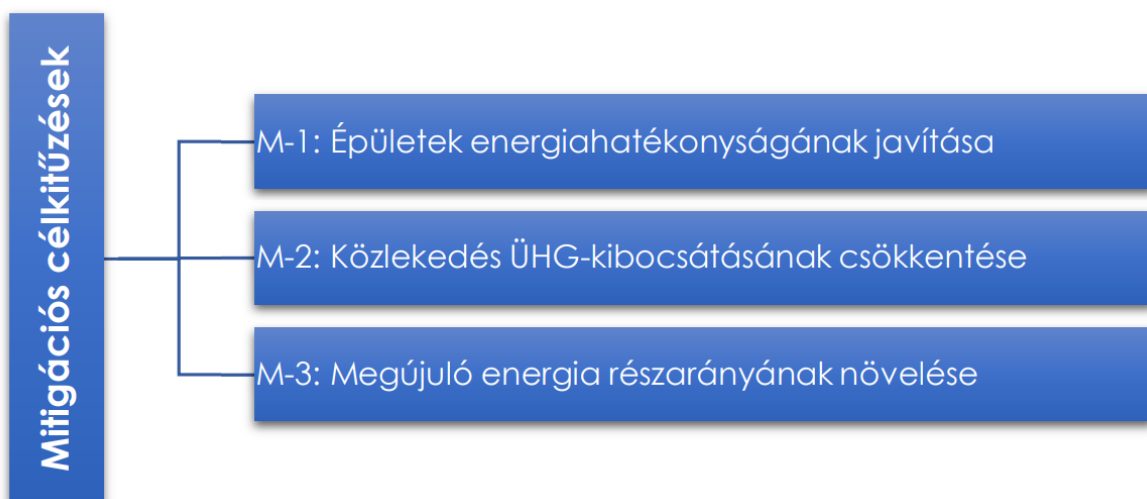 Mitigációs célkitűzések
M-1: Épületek energiahatékonyságának javítása
M-2: Közlekedés ÜHG-kibocsátásának csökkentése
M-3: Megújuló energia részarányának növelése